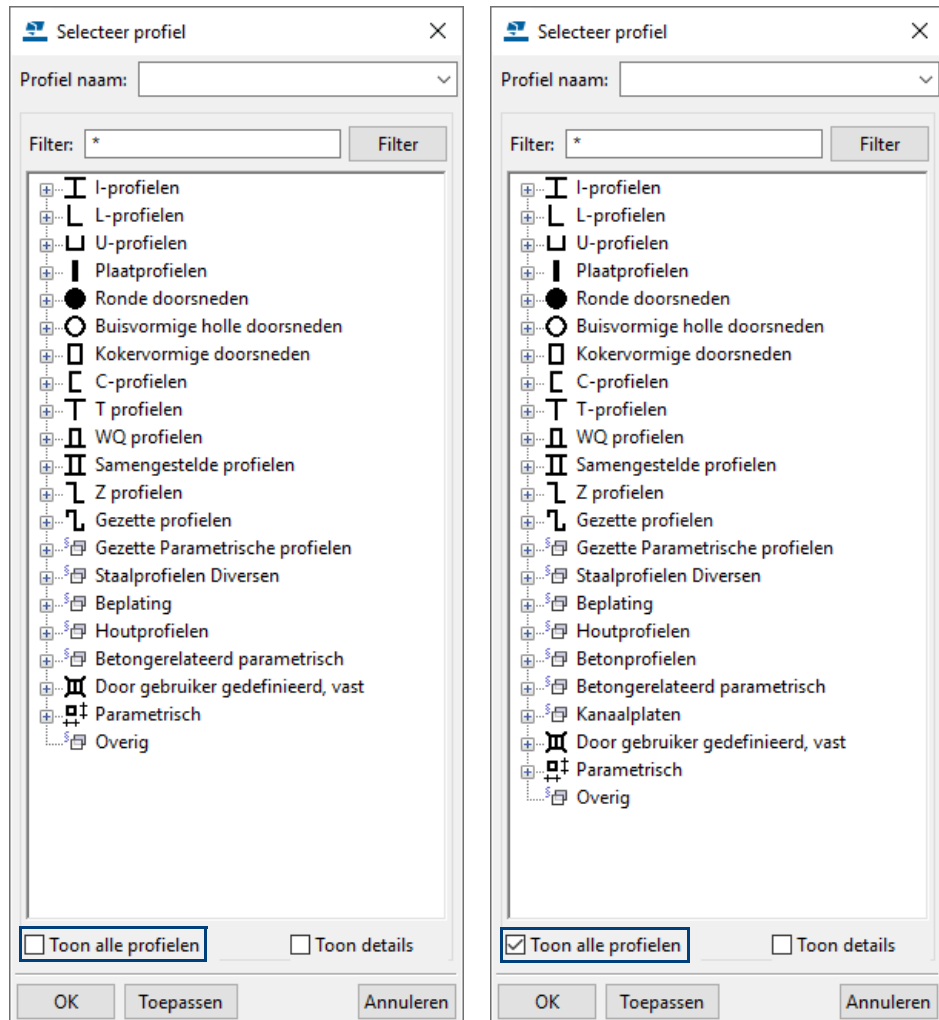 Selecteer profiel
Profiel naam:
Filter: * Filter
I-profielen
L-profielen
U-profielen
Plaatprofielen
Ronde doorsneden
Buisvormige holle doorsneden
Kokervormige doorsneden
C-profielen
T profielen
WQ profielen
Samengestelde profielen
Z profielen
Gezette profielen
Gezette Parametrische profielen
Staalprofielen Diversen
Beplating
Houtprofielen
Betongerelateerd parametrisch
Door gebruiker gedefinieerd, vast
Parametrisch
Overig
Toon alle profielen Toon details
OK Toepassen Annuleren
Selecteer profiel
Profiel naam:
Filter: * Filter
I-profielen
L-profielen
U-profielen
Plaatprofielen
Ronde doorsneden
Buisvormige holle doorsneden
Kokervormige doorsneden
C-profielen
T-profielen
WQ profielen
Samengestelde profielen
Z profielen
Gezette profielen
Gezette Parametrische profielen
Staalprofielen Diversen
Beplating
Houtprofielen
Betonprofielen
Betongerelateerd parametrisch
Kanaalplaten
Door gebruiker gedefinieerd, vast
Parametrisch
Overig
Toon alle profielen Toon details
OK Toepassen Annuleren